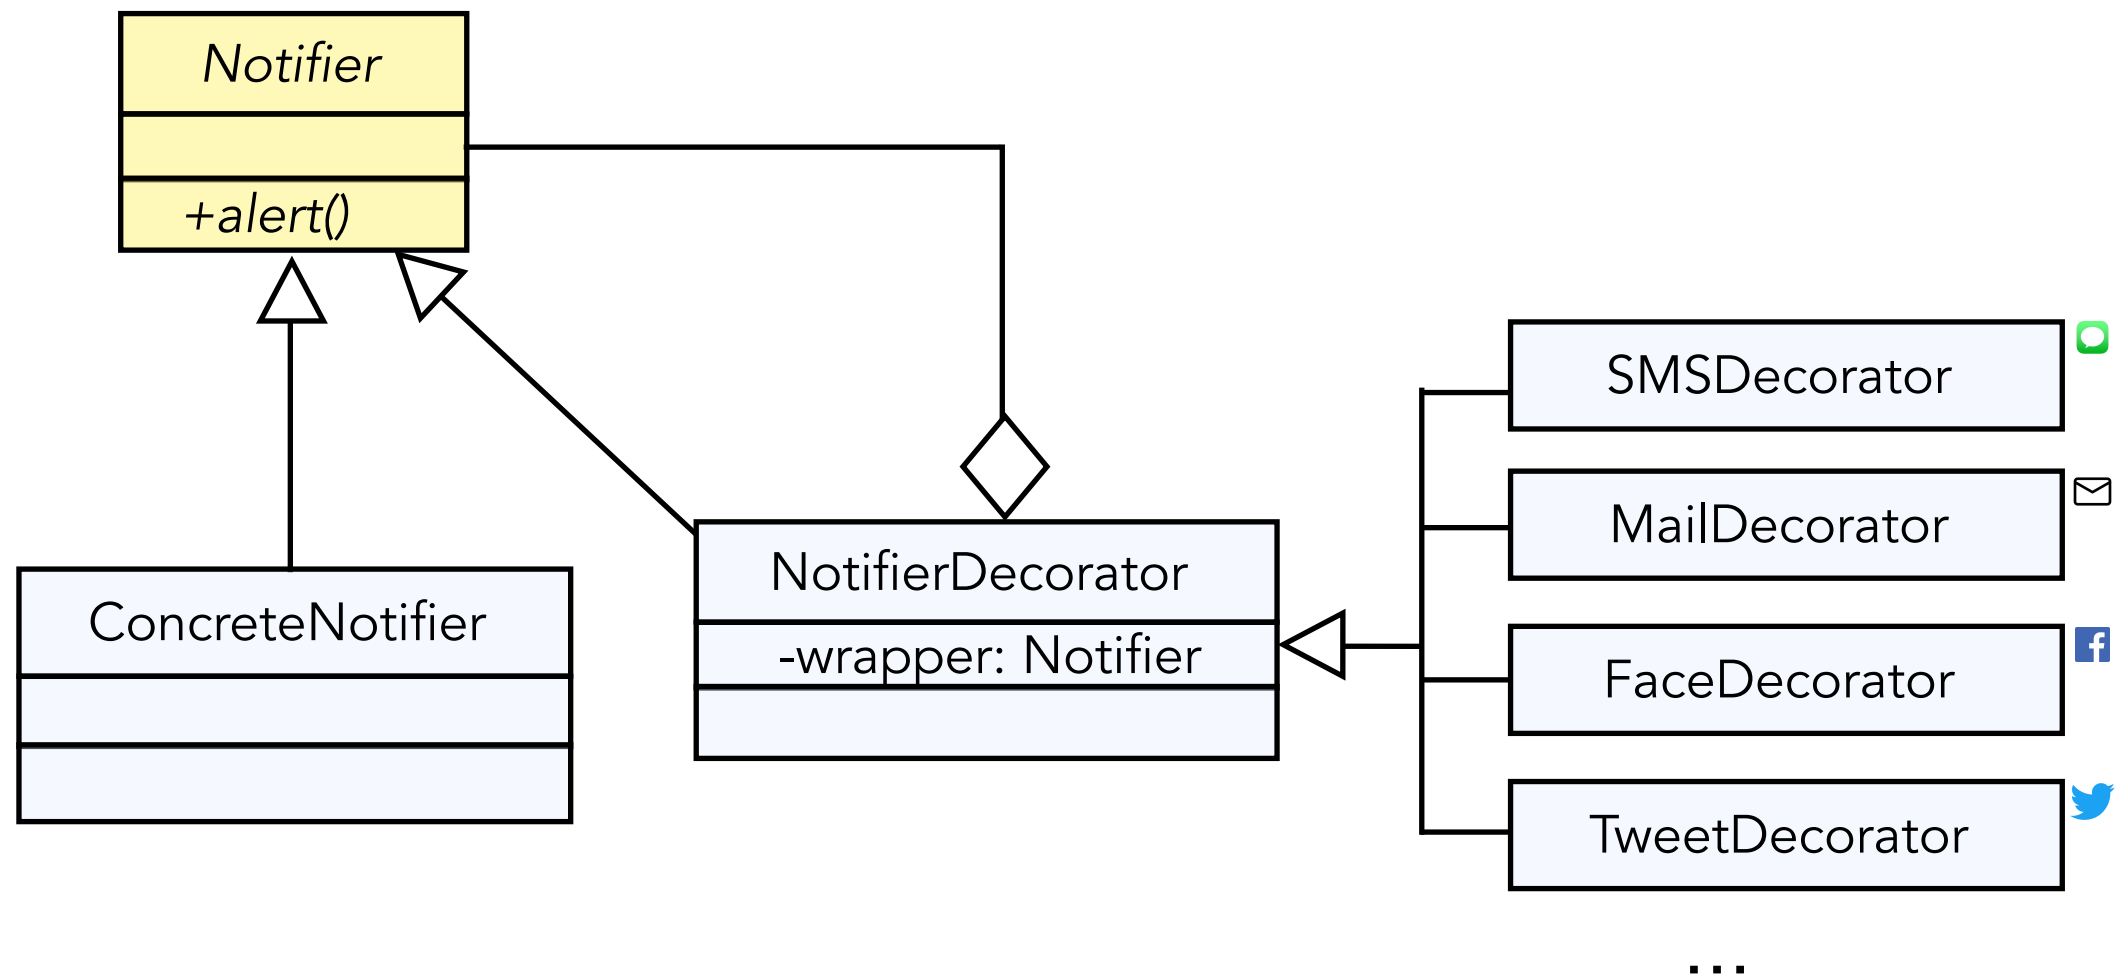 Notifier
+alert()
ConcreteNotifier
NotifierDecorator
-wrapper: Notifier
SMSDecorator
MailDecorator
FaceDecorator
TweetDecorator
...